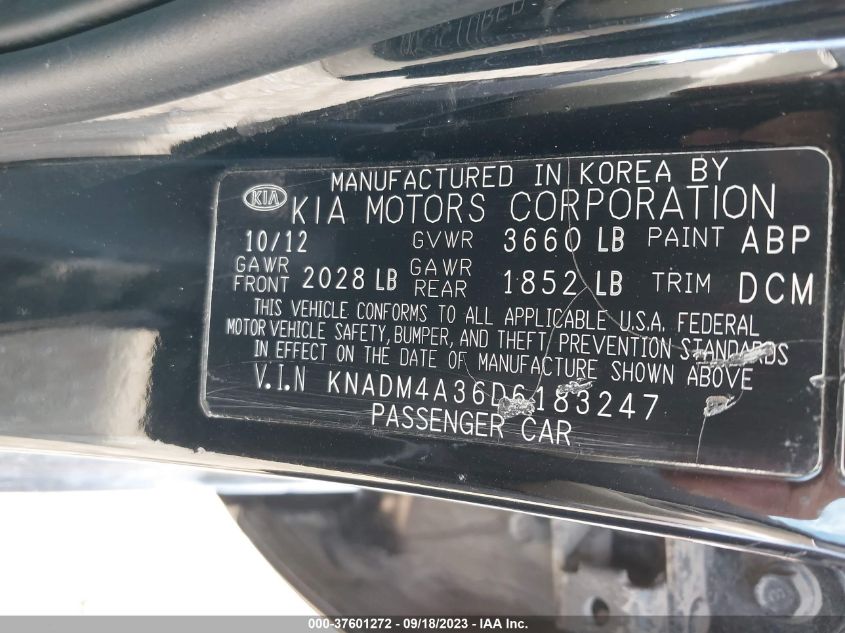 MANUFACTURED IN KOREA BY
KIA KIA MOTORS CORPORATION
10/12 GVWR 3660 LB PAINT ABP
GAWR FRONT 2028 LB GAWR REAR 1852 LB TRIM DCM
THIS VEHICLE CONFORMS TO ALL APPLICABLE U.S.A. FEDERAL
MOTOR VEHICLE SAFETY, BUMPER, AND THEFT PREVENTION STANDARDS
IN EFFECT ON THE DATE OF MANUFACTURE SHOWN ABOVE
V.I.N KNADM4A36D6183247
PASSENGER CAR
000-37601272 - 09/18/2023 - IAA Inc.